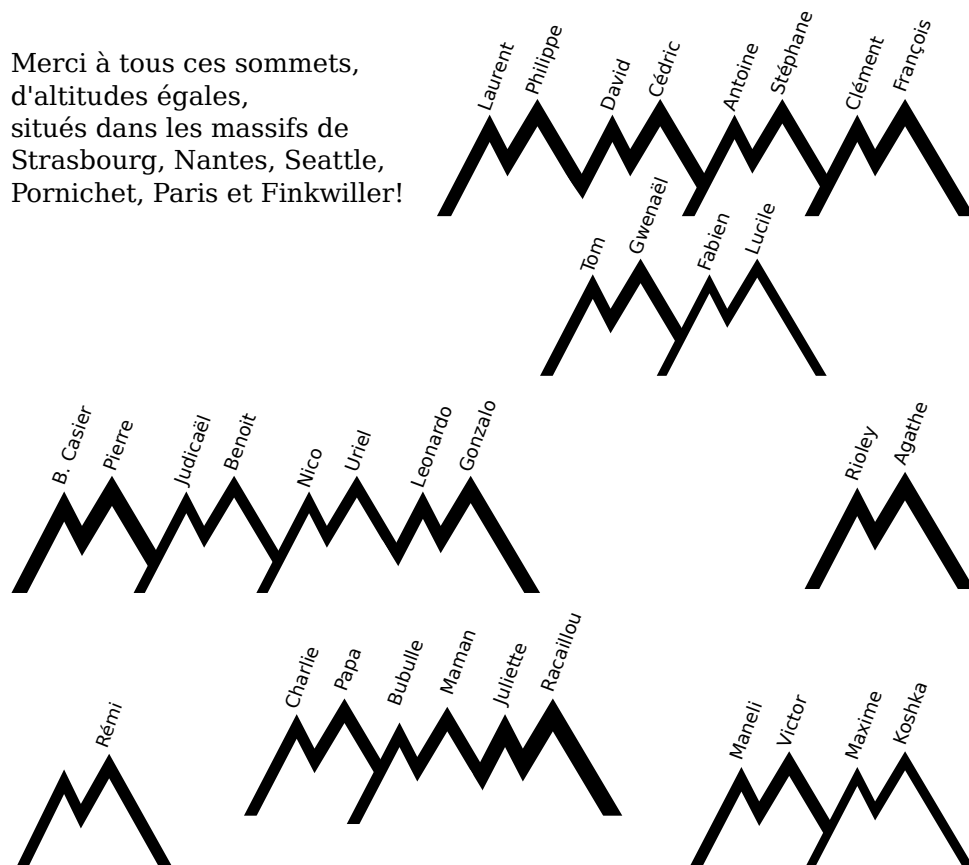 Merci à tous ces sommets,
d'altitudes égales,
situés dans les massifs de
Strasbourg, Nantes, Seattle,
Pornichet, Paris et Finkwiller!
Laurent
Philippe
David
Cédric
Antoine
Stéphane
Clément
François
Tom
Gwenaël
Fabien
Lucile
B. Casier
Pierre
Judicaël
Benoit
Nico
Uriel
Leonardo
Gonzalo
Rioley
Agathe
Rémi
Charlie
Papa
Bubulle
Maman
Juliette
Racaillou
Maneli
Victor
Maxime
Koshka